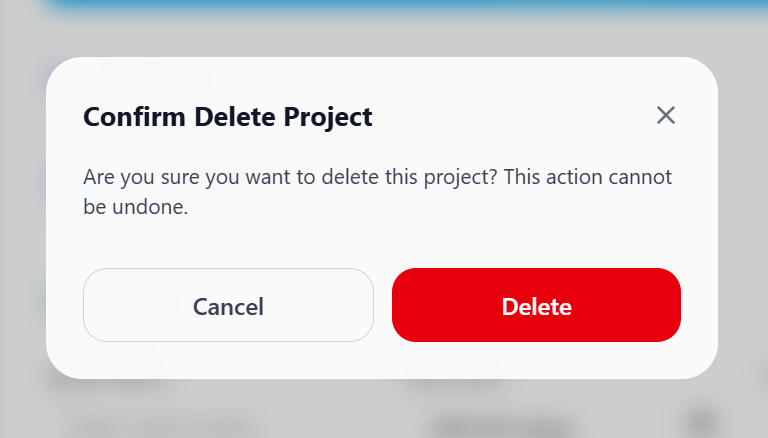 Confirm Delete Project
Are you sure you want to delete this project? This action cannot
be undone.
Cancel
Delete